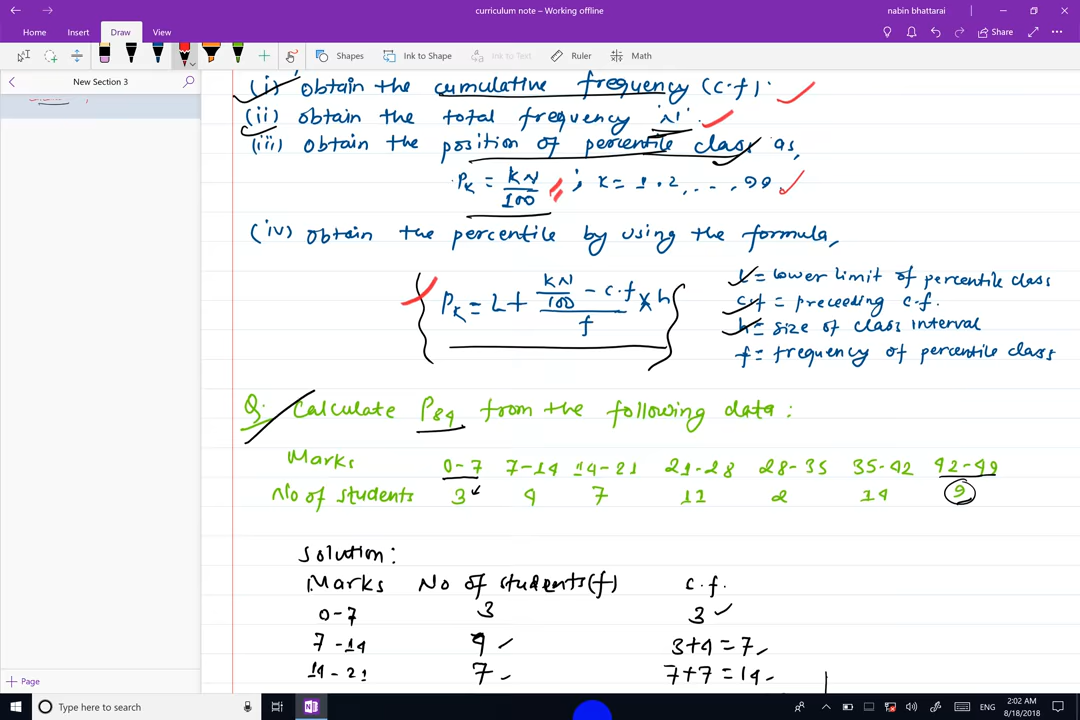 curriculum note – Working offline
nabin bhattarai
Home Insert Draw View
Share
Shapes Ink to Shape Ink to Text Ruler Math
New Section 3
(i) obtain the cumulative frequency (c.f).
(ii) obtain the total frequency 'N'.
(iii) obtain the position of percentile class as,
Pk = kN/100 ; K = 1.2, ..., 99
(iv) obtain the percentile by using the formula,
Pk = L + (kN/100 - c.f)/f × h
l = lower limit of percentile class
c.f = preceeding c.f.
h = size of class interval
f = frequency of percentile class
Q. Calculate P84 from the following data:
Marks 0-7 7-14 14-21 21-28 28-35 35-42 42-49
No of students 3 4 7 11 2 14 9
Solution:
Marks No of students(f) c.f.
0-7 3 3
7-14 4 3+4=7
14-21 7 7+7=14
+ Page
Type here to search
ENG
2:02 AM
8/18/2018